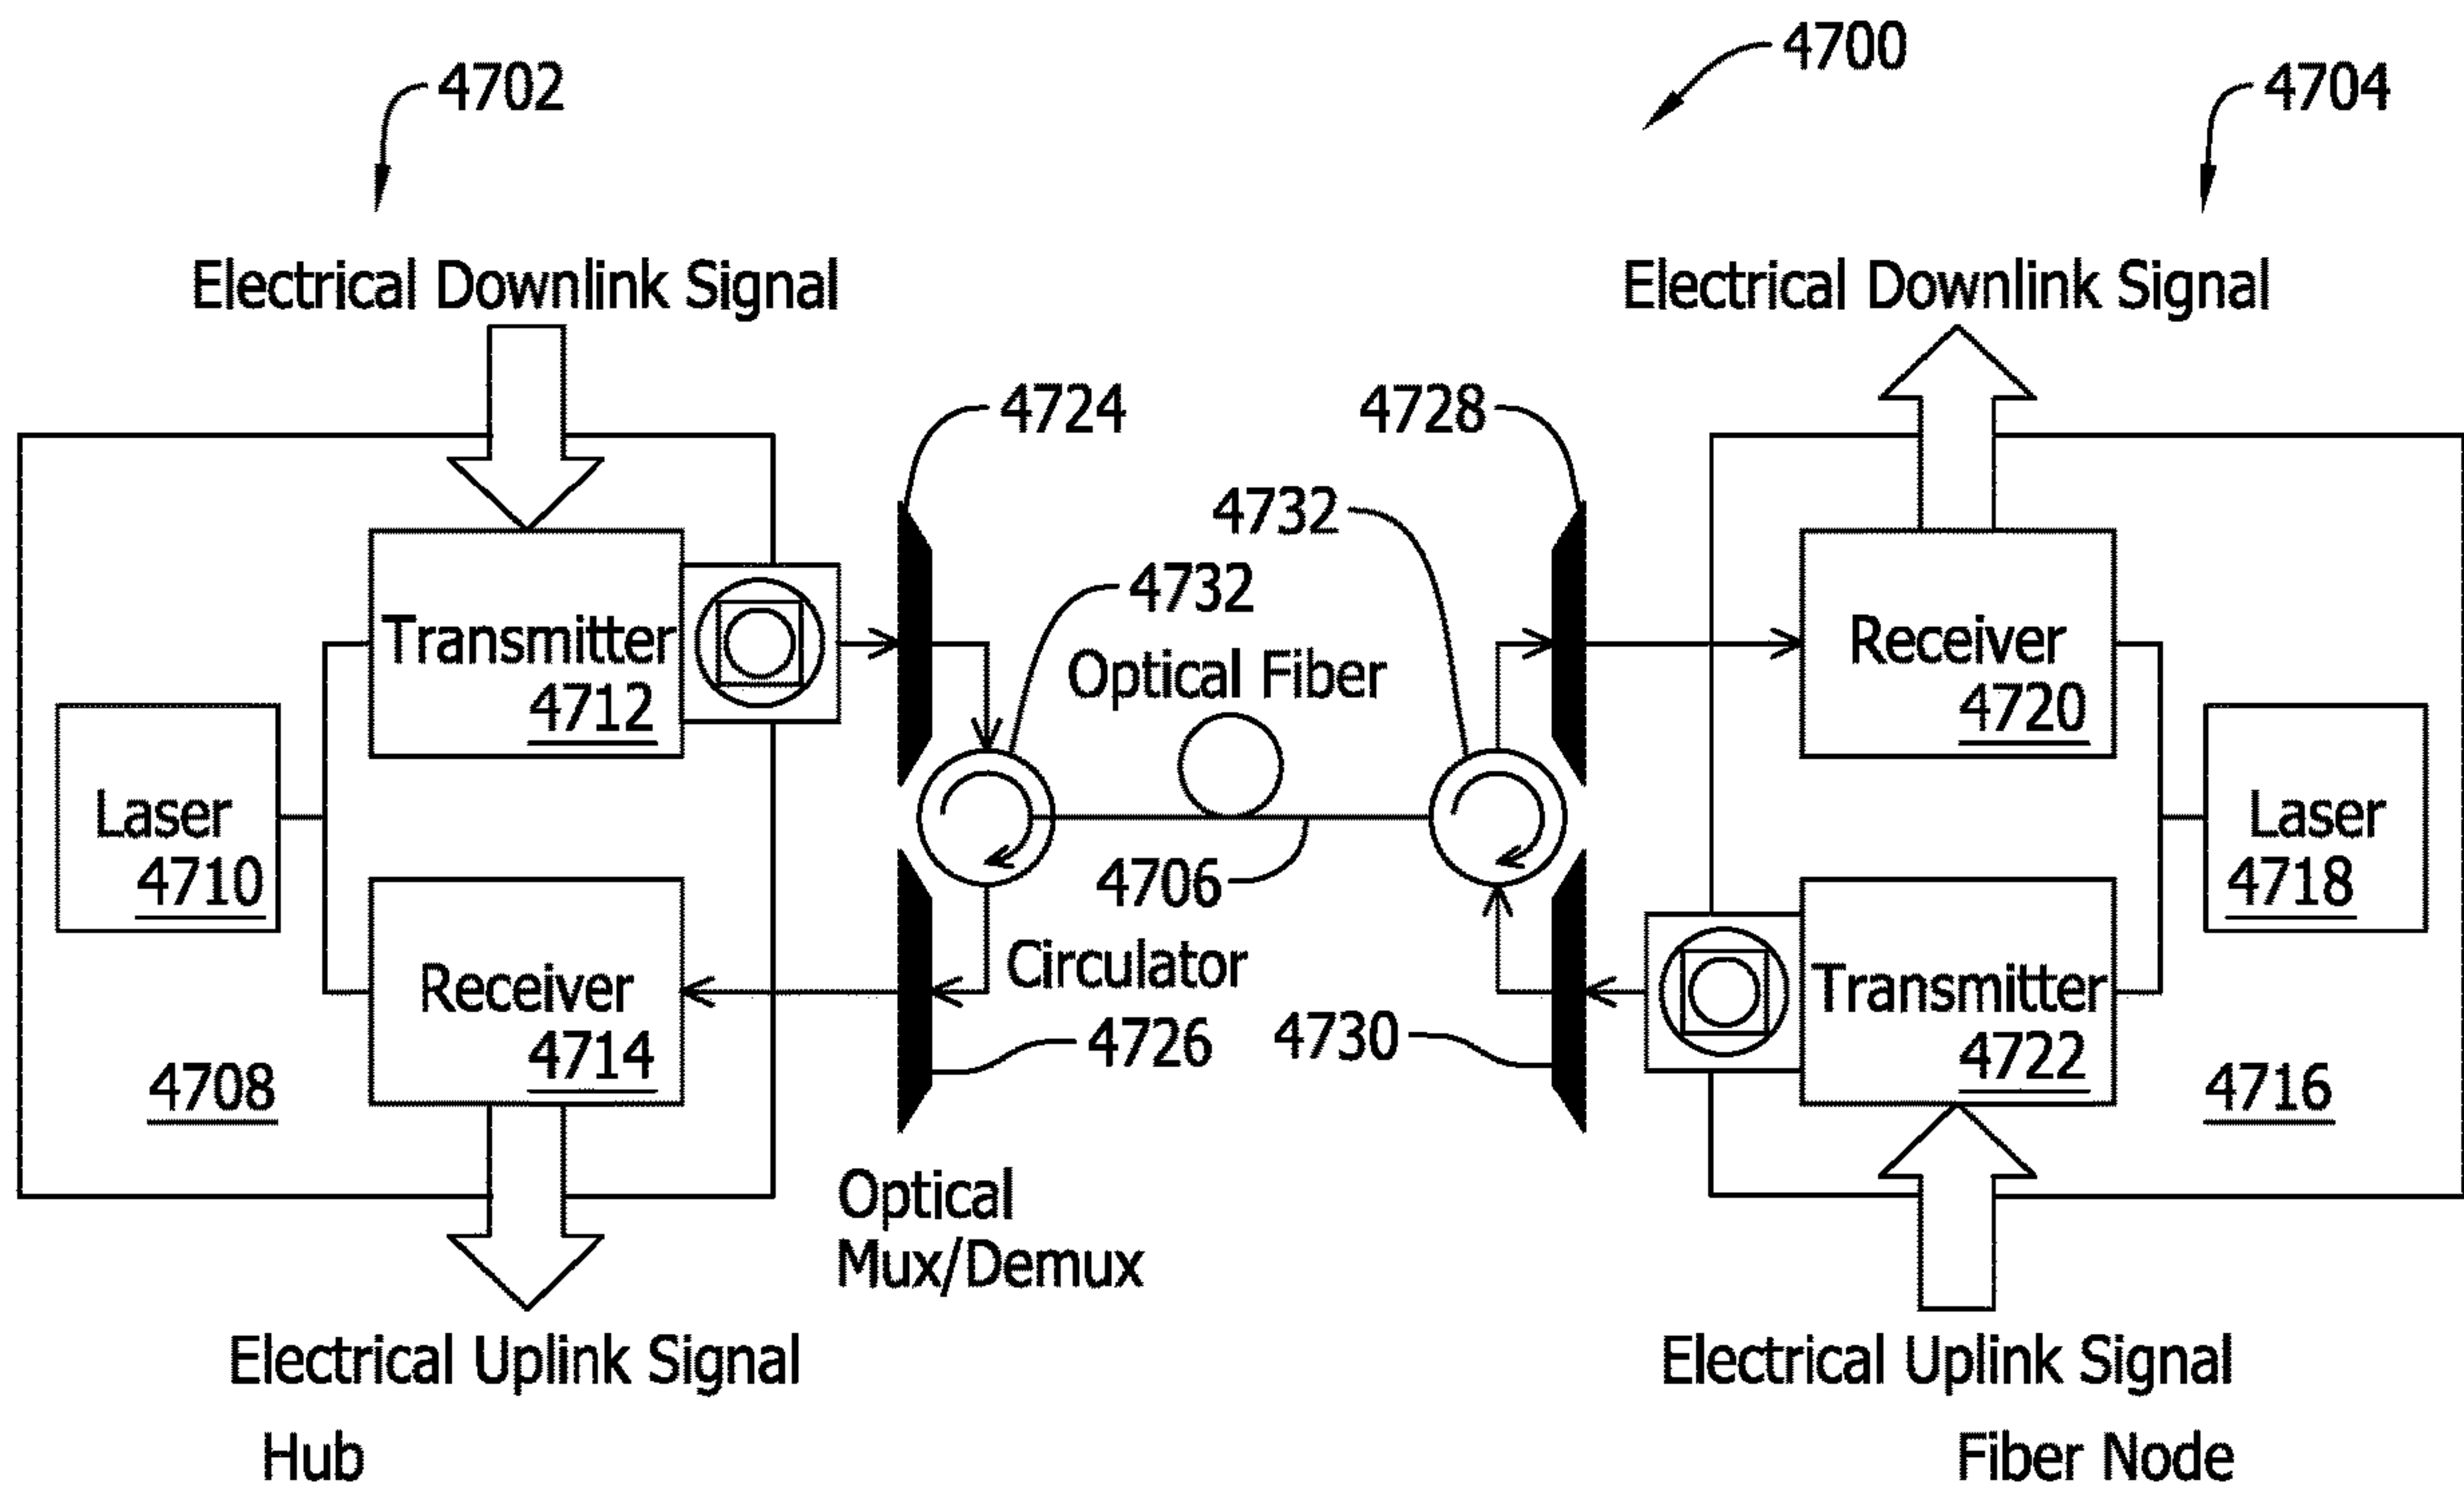 4700
4702
4704
Electrical Downlink Signal
Electrical Downlink Signal
4724
4728
4732
4732
Transmitter
4712
Optical Fiber
Receiver
4720
Laser
4710
4706
Laser
4718
Receiver
4714
Circulator
4726
4730
Transmitter
4722
4708
4716
Optical
Mux/Demux
Electrical Uplink Signal
Electrical Uplink Signal
Hub
Fiber Node